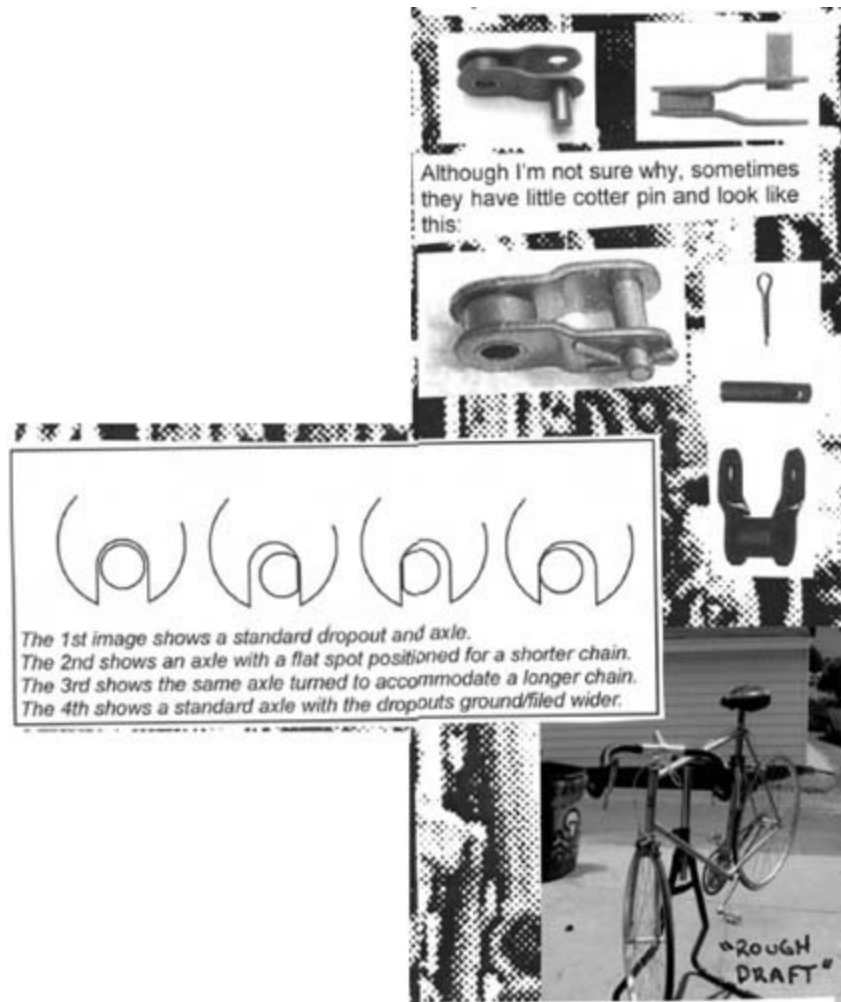 Although I'm not sure why, sometimes
they have little cotter pin and look like
this:
The 1st image shows a standard dropout and axle.
The 2nd shows an axle with a flat spot positioned for a shorter chain.
The 3rd shows the same axle turned to accommodate a longer chain.
The 4th shows a standard axle with the dropouts ground/filed wider.
"ROUGH
DRAFT"